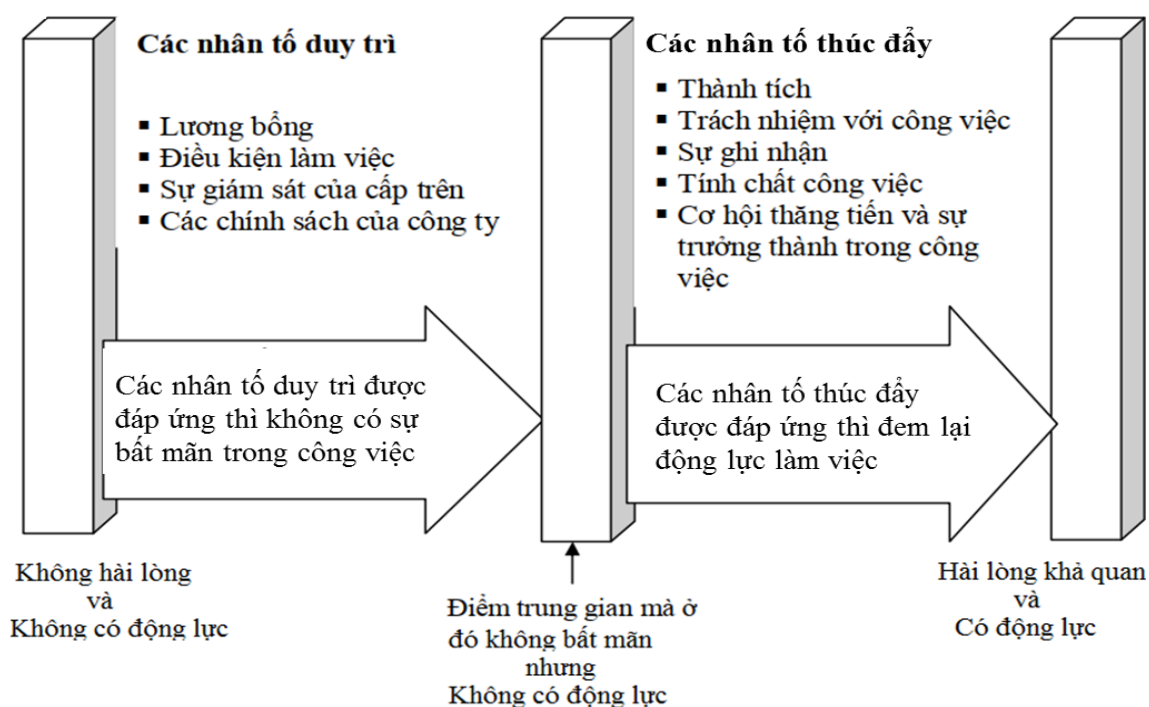 Các nhân tố duy trì
▪ Lương bổng
▪ Điều kiện làm việc
▪ Sự giám sát của cấp trên
▪ Các chính sách của công ty
Các nhân tố thúc đẩy
▪ Thành tích
▪ Trách nhiệm với công việc
▪ Sự ghi nhận
▪ Tính chất công việc
▪ Cơ hội thăng tiến và sự
trưởng thành trong công
việc
Các nhân tố duy trì được
đáp ứng thì không có sự
bất mãn trong công việc
Các nhân tố thúc đẩy
được đáp ứng thì đem lại
động lực làm việc
Không hài lòng
và
Không có động lực
Điểm trung gian mà ở
đó không bất mãn
nhưng
Không có động lực
Hài lòng khả quan
và
Có động lực